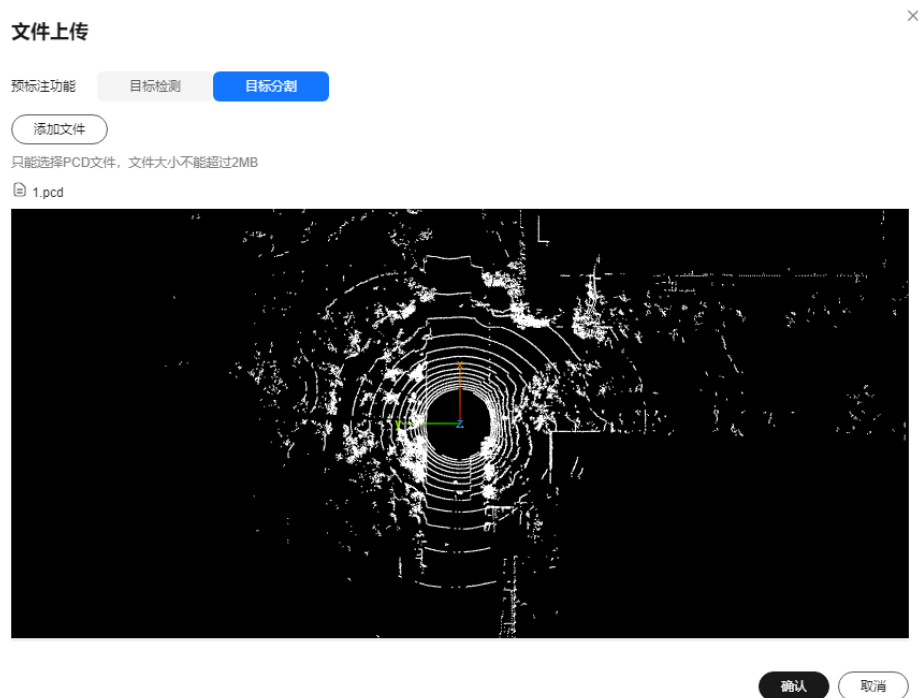 文件上传
预标注功能 目标检测 目标分割
添加文件
只能选择PCD文件，文件大小不能超过2MB
1.pcd
X
Y
Z
确认 取消